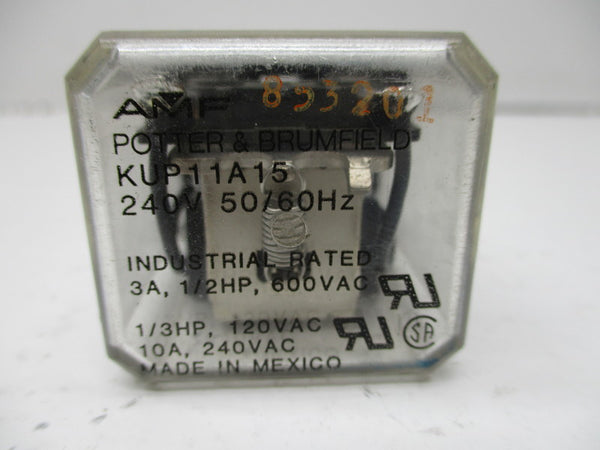 AMF 853201
POTTER & BRUMFIELD
KUP11A15
240V 50/60Hz
INDUSTRIAL RATED
3A, 1/2HP, 600VAC
1/3HP, 120VAC
10A, 240VAC
MADE IN MEXICO